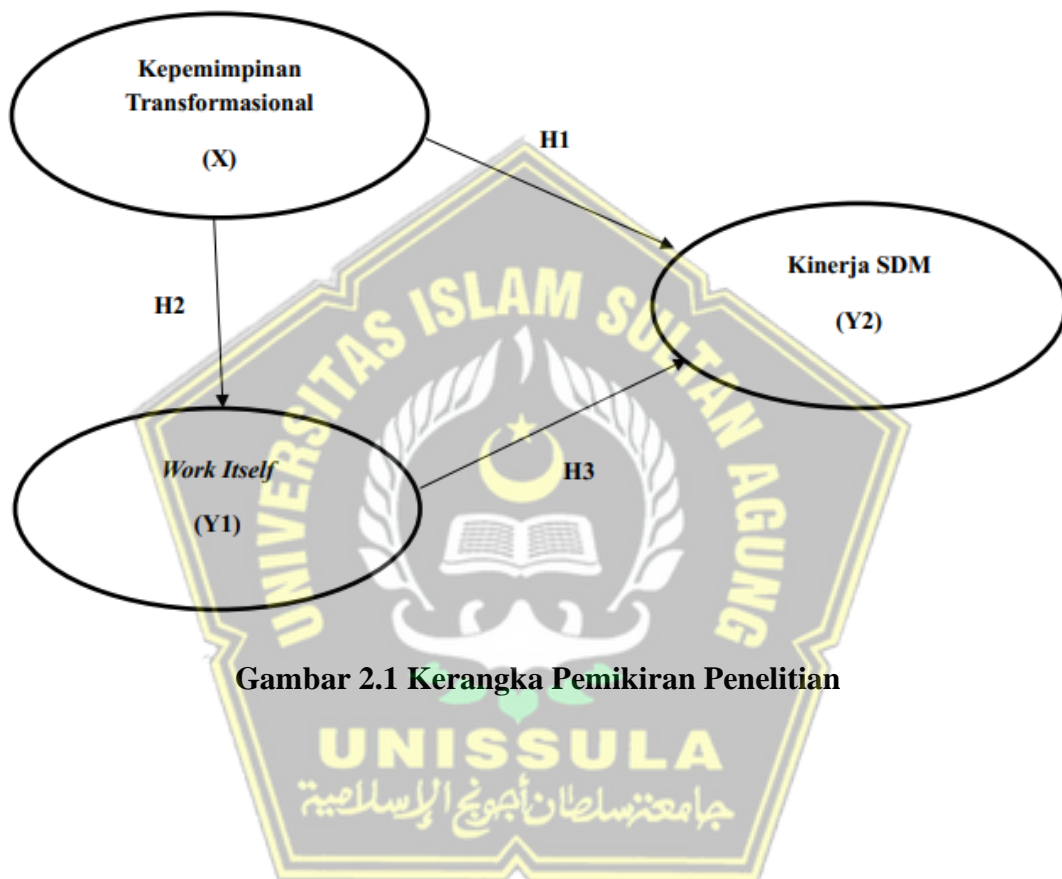 Kepemimpinan
Transformasional
(X)
H1
Kinerja SDM
(Y2)
H2
Work Itself
(Y1)
H3
UNIVERSITAS ISLAM SULTAN AGUNG
Gambar 2.1 Kerangka Pemikiran Penelitian
UNISSULA
جامعة سلطان أجونج الإسلامية